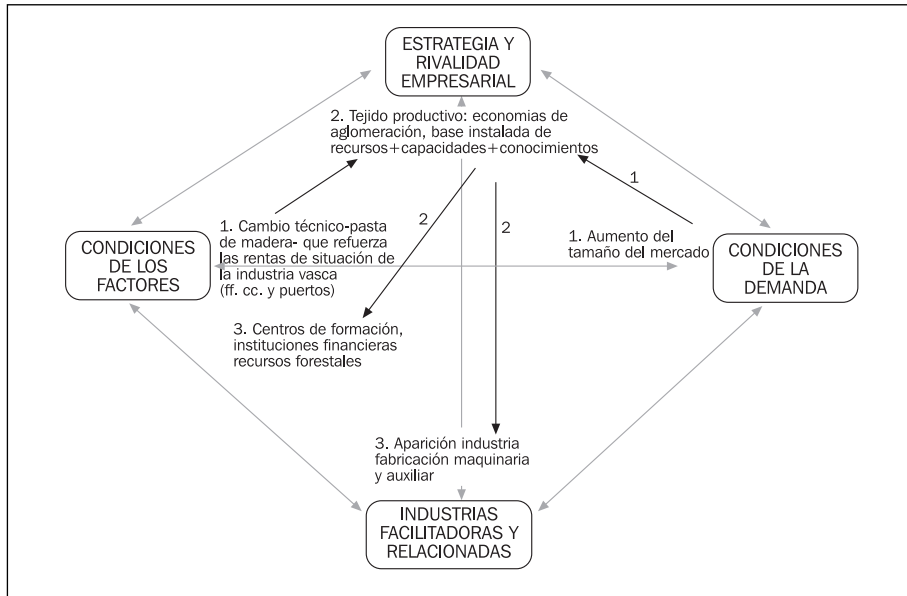 ESTRATEGIA Y
RIVALIDAD
EMPRESARIAL
2. Tejido productivo: economias de
aglomeración, base instalada de
recursos+capacidades+conocimientos
1
2
2
1. Cambio técnico-pasta
de madera- que refuerza
las rentas de situación de
la industria vasca
(ff. cc. y puertos)
1. Aumento del
tamaño del mercado
CONDICIONES
DE LOS
FACTORES
CONDICIONES
DE LA
DEMANDA
3. Centros de formación,
instituciones financieras
recursos forestales
3. Aparición industria
fabricación maquinaria
y auxiliar
INDUSTRIAS
FACILITADORAS Y
RELACIONADAS